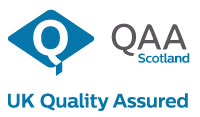 Q QAA
Scotland
UK Quality Assured